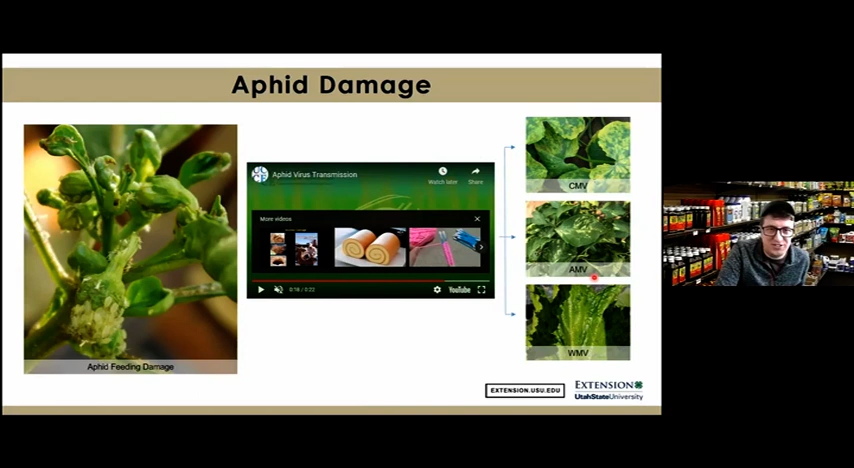 Aphid Damage
Aphid Virus Transmission
Watch later
Share
More videos
0:16 / 0:22
YouTube
Aphid Feeding Damage
CMV
AMV
WMV
EXTENSION.USU.EDU
EXTENSION
UtahStateUniversity